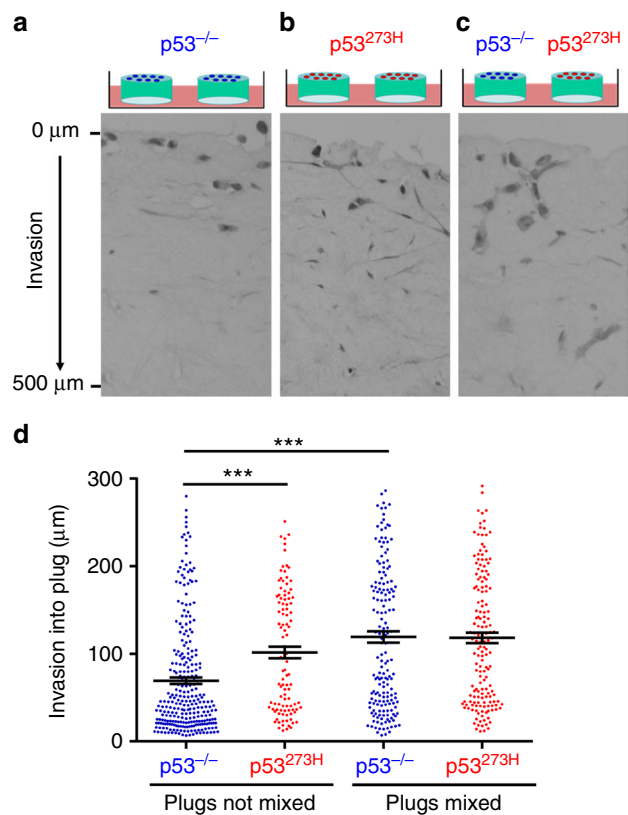 a b c
p53⁻/⁻ p53²⁷³ᴴ p53⁻/⁻ p53²⁷³ᴴ
0 µm
Invasion
500 µm
d
***
***
300
200
100
0
Invasion into plug (µm)
p53⁻/⁻ p53²⁷³ᴴ p53⁻/⁻ p53²⁷³ᴴ
Plugs not mixed Plugs mixed